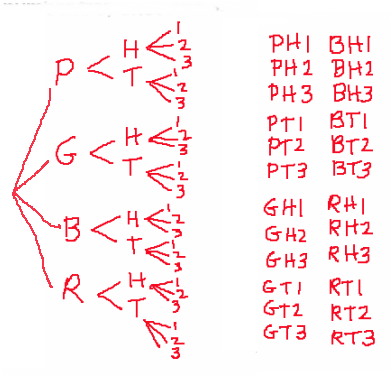 P H 1 2 3
T 1 2 3
G H 1 2 3
T 1 2 3
B H 1 2 3
T 1 2 3
R H 1 2 3
T 1 2 3
PH1 BH1
PH2 BH2
PH3 BH3
PT1 BT1
PT2 BT2
PT3 BT3
GH1 RH1
GH2 RH2
GH3 RH3
GT1 RT1
GT2 RT2
GT3 RT3